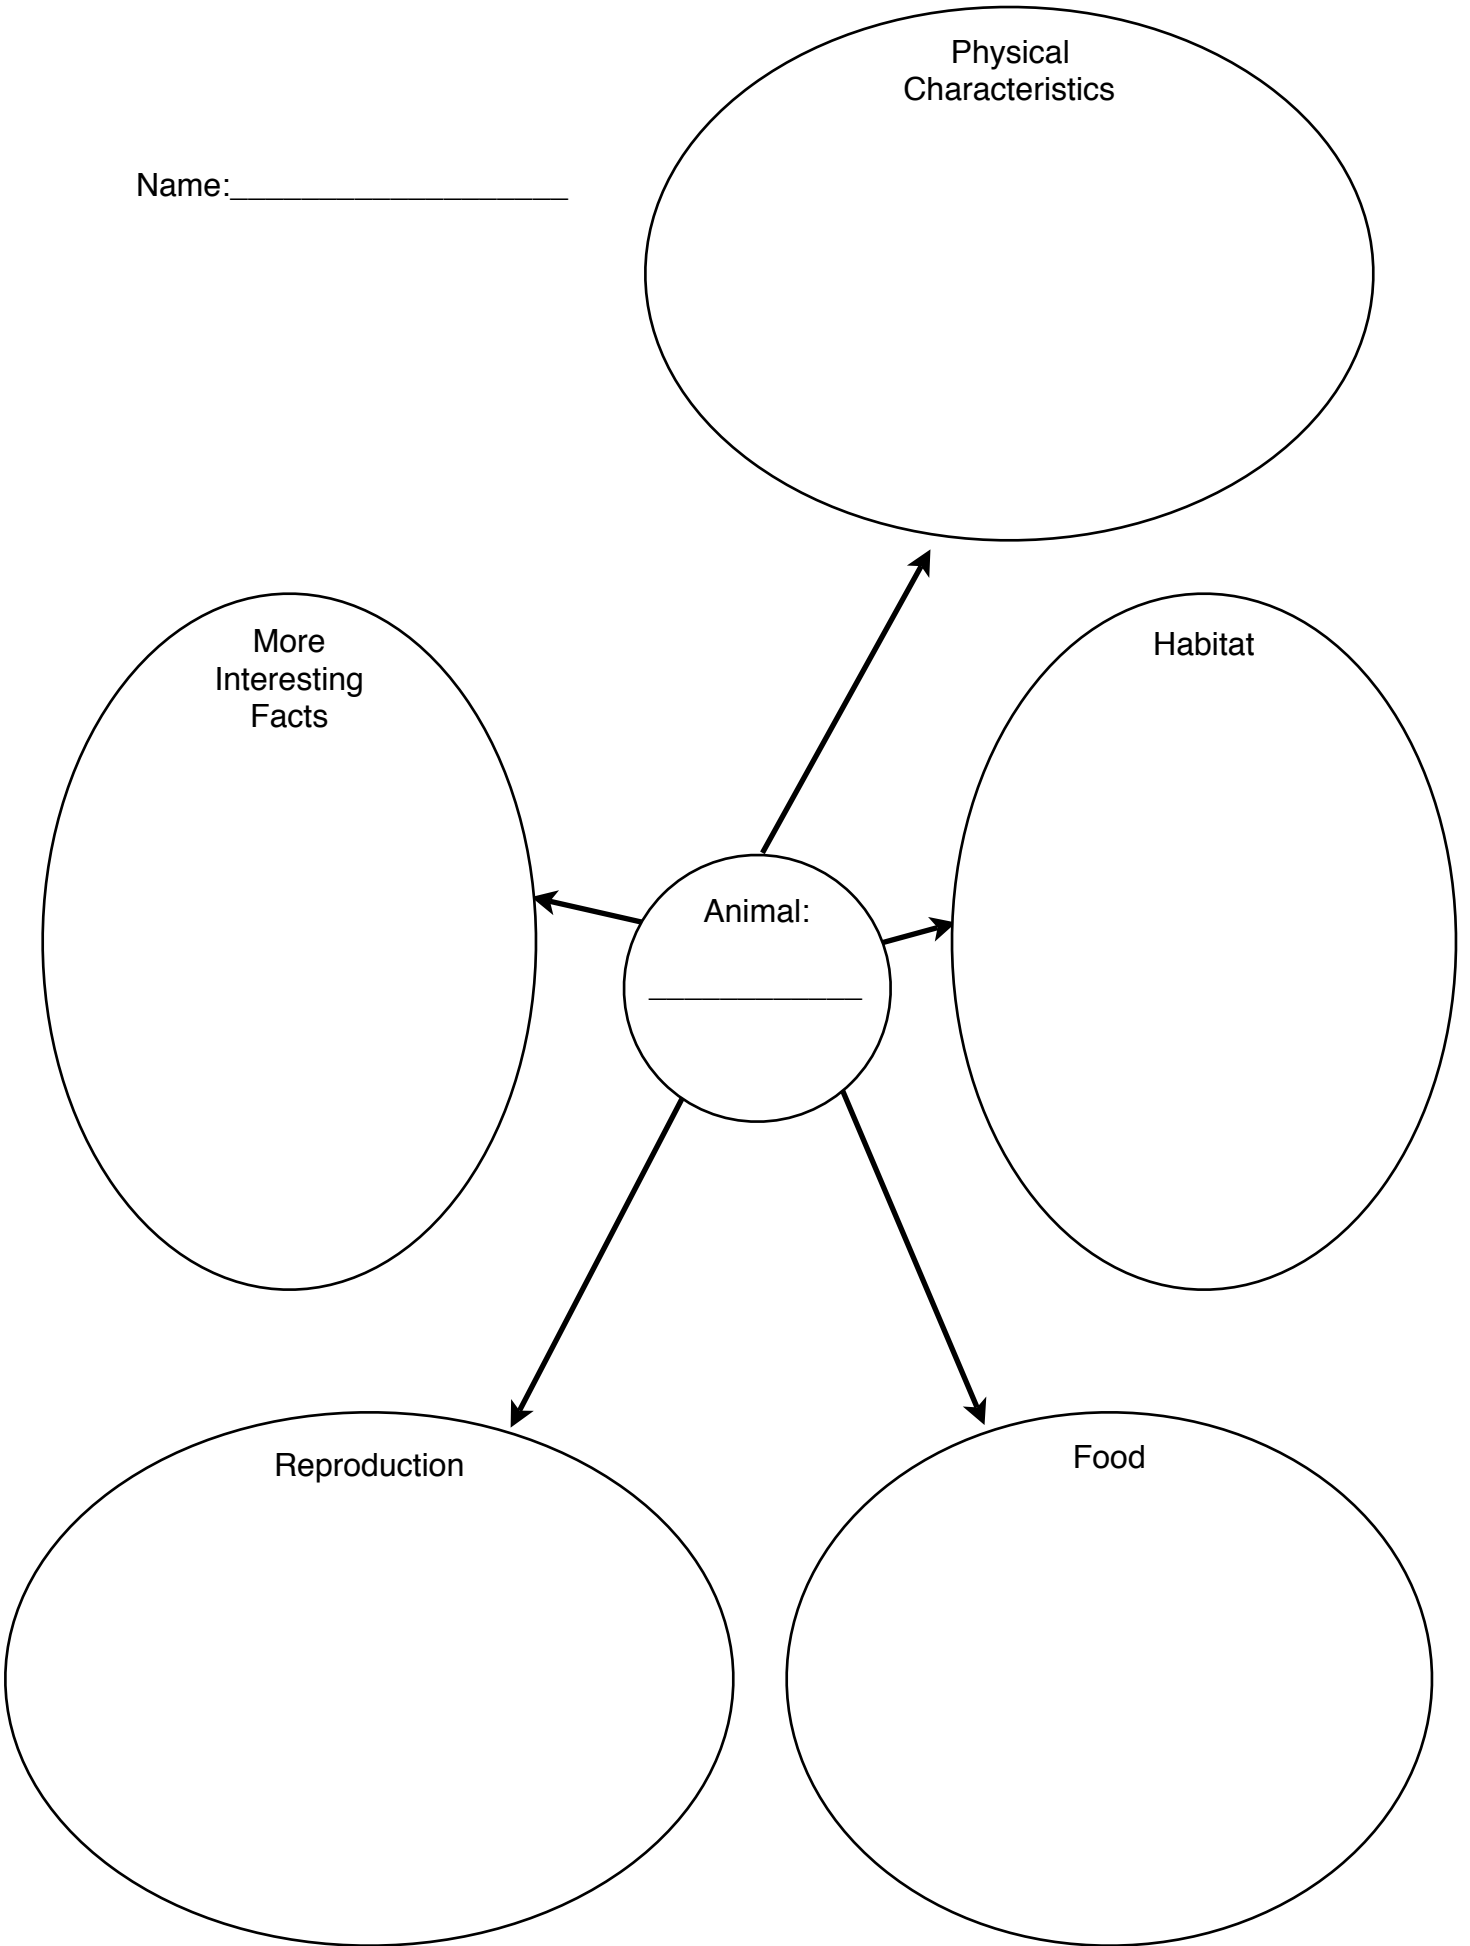 Physical
Characteristics
Name:___________________
More
Interesting
Facts
Habitat
Animal:
____________
Reproduction
Food